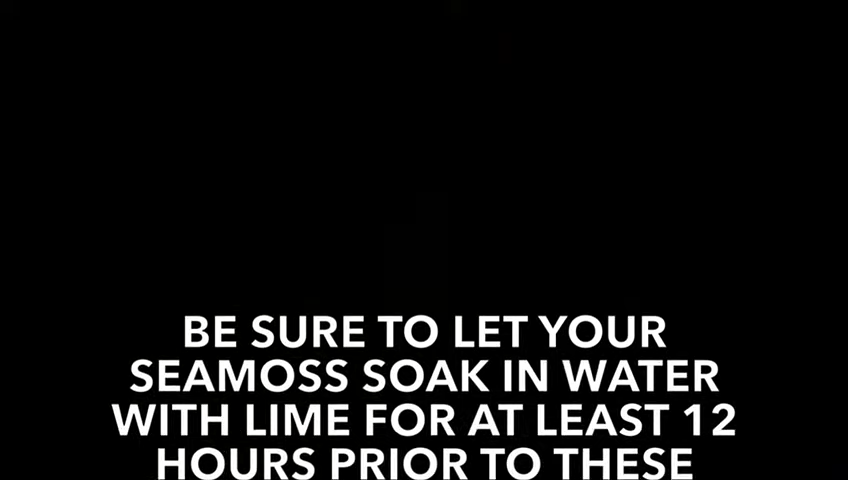 BE SURE TO LET YOUR
SEAMOSS SOAK IN WATER
WITH LIME FOR AT LEAST 12
HOURS PRIOR TO THESE